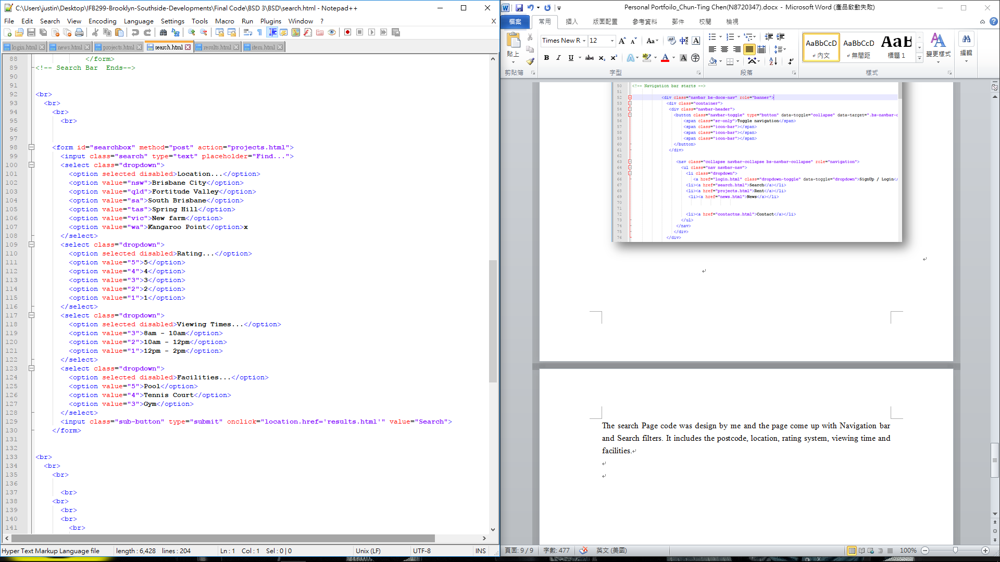 C:\Users\justin\Desktop\IFB299-Brooklyn-Southside-Developments\Final Code\BSD 3\BSD\search.html - Notepad++
File Edit Search View Encoding Language Settings Tools Macro Run Plugins Window ? X
login.html news.html projects.html search.html results.html item.html
88 </form>
89 <!-- Search Bar  Ends-->
90
91
92 <br>
93 <br>
94 <br>
95 <br>
96
97
98 <form id="searchbox" method="post" action="projects.html">
99 <input class="search" type="text" placeholder="Find...">
100 <select class="dropdown">
101 <option selected disabled>Location...</option>
102 <option value="nsw">Brisbane City</option>
103 <option value="qld">Fortitude Valley</option>
104 <option value="sa">South Brisbane</option>
105 <option value="tas">Spring Hill</option>
106 <option value="vic">New farm</option>
107 <option value="wa">Kangaroo Point</option>x
108 </select>
109 <select class="dropdown">
110 <option selected disabled>Rating...</option>
111 <option value="5">5</option>
112 <option value="4">4</option>
113 <option value="3">3</option>
114 <option value="2">2</option>
115 <option value="1">1</option>
116 </select>
117 <select class="dropdown">
118 <option selected disabled>Viewing Times...</option>
119 <option value="3">8am - 10am</option>
120 <option value="2">10am - 12pm</option>
121 <option value="1">12pm - 2pm</option>
122 </select>
123 <select class="dropdown">
124 <option selected disabled>Facilities...</option>
125 <option value="5">Pool</option>
126 <option value="4">Tennis Court</option>
127 <option value="3">Gym</option>
128 </select>
129 <input class="sub-button" type="submit" onclick="location.href='results.html'" value="Search">
130 </form>
131
132
133 <br>
134 <br>
135 <br>
136
137 <br>
138 <br>
139 <br>
140 <br>
141 <br>
Hyper Text Markup Language file length : 6,428 lines : 204 Ln : 1 Col : 1 Sel : 0 | 0 Unix (LF) UTF-8 INS
Personal Portfoilo_Chun-Ting Chen(N8720347).docx - Microsoft Word (產品啟動失敗)
檔案 常用 插入 版面配置 參考資料 郵件 校閱 檢視
貼上 Times New R 12 AaBbCcD 內文 AaBbCcD 無間距 AaBb 標題 1 變更樣式 編輯
剪貼簿 字型 段落 樣式
50 <!-- Navigation bar starts -->
51
52 <div class="navbar bs-docs-nav" role="banner">
53 <div class="container">
54 <div class="navbar-header">
55 <button class="navbar-toggle" type="button" data-toggle="collapse" data-target=".bs-navbar-c
56 <span class="sr-only">Toggle navigation</span>
57 <span class="icon-bar"></span>
58 <span class="icon-bar"></span>
59 <span class="icon-bar"></span>
60 </button>
61 </div>
62
63 <nav class="collapse navbar-collapse bs-navbar-collapse" role="navigation">
64 <ul class="nav navbar-nav">
65 <li class="dropdown">
66 <a href="login.html" class="dropdown-toggle" data-toggle="dropdown">SignUp / Login</
67 <li><a href="search.html">Search</a></li>
68 <li><a href="projects.html">Rent</a></li>
69 <li><a href="news.html">News</a></li>
70
71
72 <li><a href="contactus.html">Contact</a></li>
73 </ul>
74 </nav>
75 </div>
76 </div>
The search Page code was design by me and the page come up with Navigation bar
and Search filters. It includes the postcode, location, rating system, viewing time and
facilities.
頁面: 9 / 9 字數: 477 英文 (美國) 100%